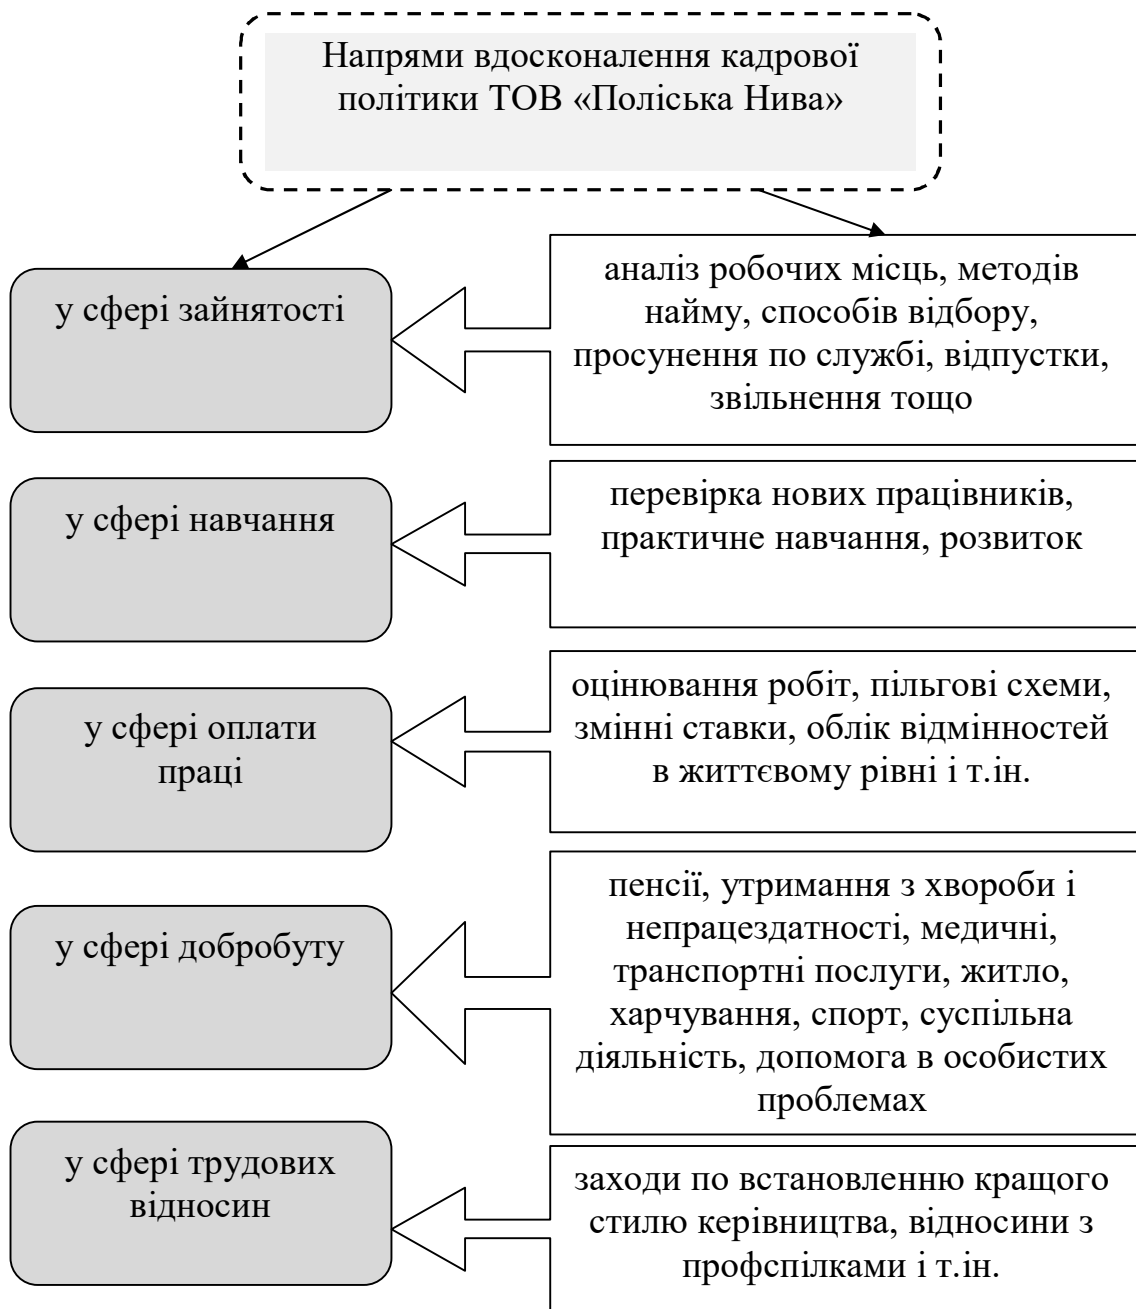 Напрями вдосконалення кадрової
політики ТОВ «Поліська Нива»
у сфері зайнятості
аналіз робочих місць, методів
найму, способів відбору,
просунення по службі, відпустки,
звільнення тощо
у сфері навчання
перевірка нових працівників,
практичне навчання, розвиток
у сфері оплати
праці
оцінювання робіт, пільгові схеми,
змінні ставки, облік відмінностей
в життєвому рівні і т.ін.
у сфері добробуту
пенсії, утримання з хвороби і
непрацездатності, медичні,
транспортні послуги, житло,
харчування, спорт, суспільна
діяльність, допомога в особистих
проблемах
у сфері трудових
відносин
заходи по встановленню кращого
стилю керівництва, відносини з
профспілками і т.ін.